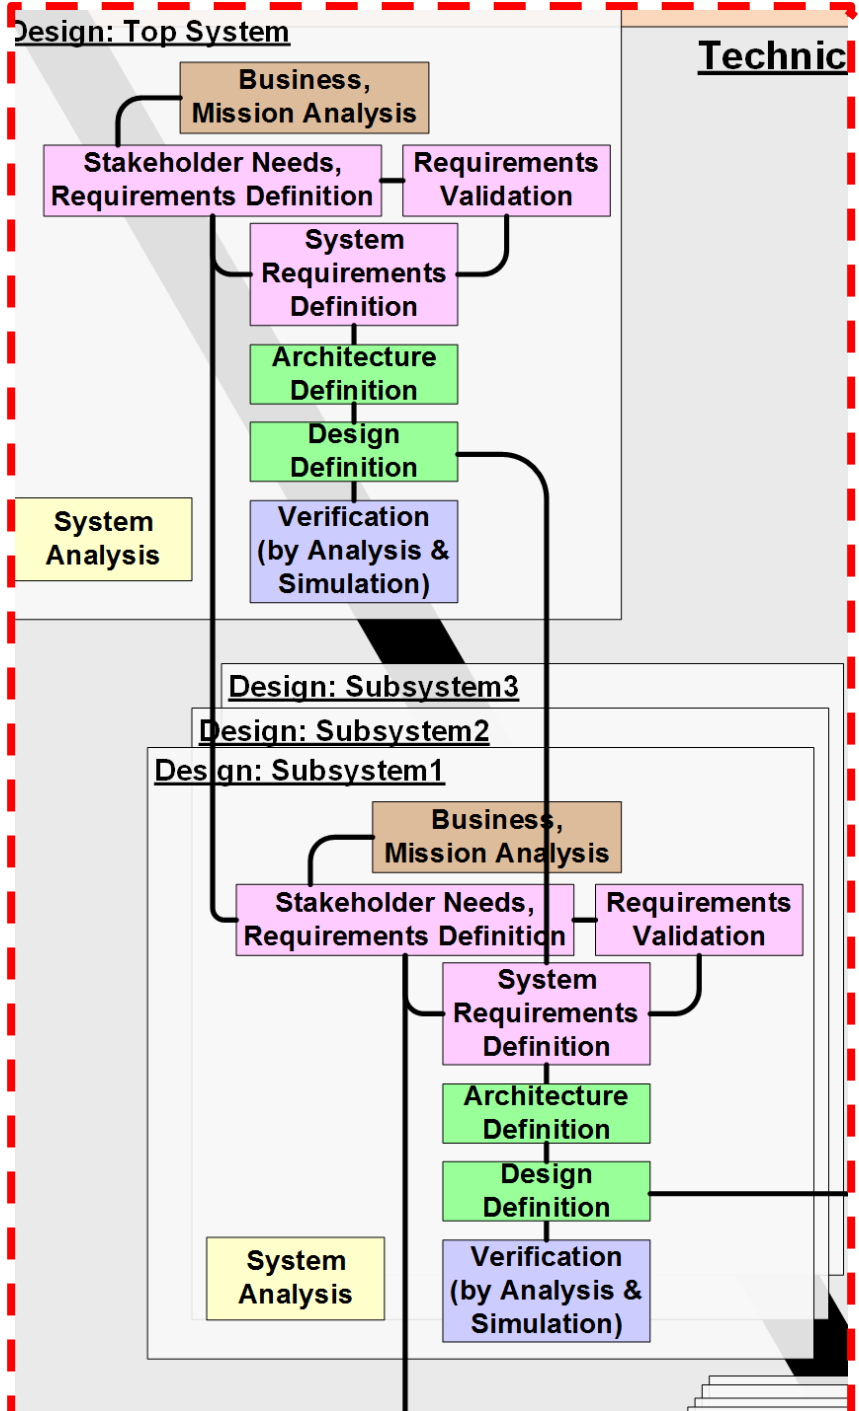 Design: Top System
Technic
Business,
Mission Analysis
Stakeholder Needs,
Requirements Definition
Requirements
Validation
System
Requirements
Definition
Architecture
Definition
Design
Definition
System
Analysis
Verification
(by Analysis &
Simulation)
Design: Subsystem3
Design: Subsystem2
Design: Subsystem1
Business,
Mission Analysis
Stakeholder Needs,
Requirements Definition
Requirements
Validation
System
Requirements
Definition
Architecture
Definition
Design
Definition
System
Analysis
Verification
(by Analysis &
Simulation)